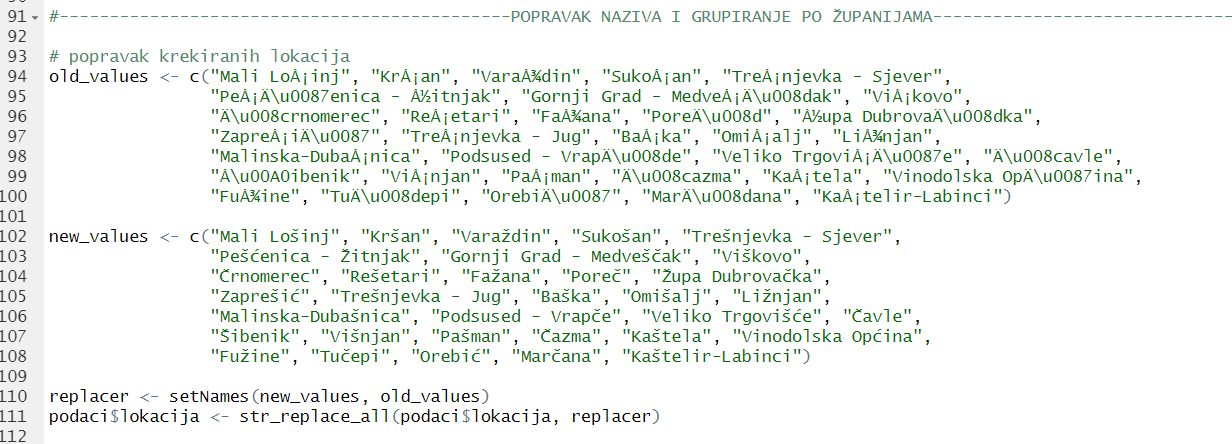 91 #---------------------------------------------POPRAVAK NAZIVA I GRUPIRANJE PO ŽUPANIJAMA------------------------------
92
93 # popravak krekiranih lokacija
94 old_values <- c("Mali LoÅ¡inj", "KrÅ¡an", "VaraÅ¾din", "SukoÅ¡an", "TreÅ¡njevka - Sjever",
95 "PeÅ¡Ä\u0087enica - Å½itnjak", "Gornji Grad - MedveÅ¡Ä\u008dak", "ViÅ¡kovo",
96 "Ä\u008crnomerec", "ReÅ¡etari", "FaÅ¾ana", "PoreÄ\u008d", "Å½upa DubrovaÄ\u008dka",
97 "ZapreÅ¡iÄ\u0087", "TreÅ¡njevka - Jug", "BaÅ¡ka", "OmiÅ¡alj", "LiÅ¾njan",
98 "Malinska-DubaÅ¡nica", "Podsused - VrapÄ\u008de", "Veliko TrgoviÅ¡Ä\u0087e", "Ä\u008cavle",
99 "Å\u00A0ibenik", "ViÅ¡njan", "PaÅ¡man", "Ä\u008cazma", "KaÅ¡tela", "Vinodolska OpÄ\u0087ina",
100 "FuÅ¾ine", "TuÄ\u008depi", "OrebiÄ\u0087", "MarÄ\u008dana", "KaÅ¡telir-Labinci")
101
102 new_values <- c("Mali Lošinj", "Kršan", "Varaždin", "Sukošan", "Trešnjevka - Sjever",
103 "Pešćenica - Žitnjak", "Gornji Grad - Medveščak", "Viškovo",
104 "Črnomerec", "Rešetari", "Fažana", "Poreč", "Župa Dubrovačka",
105 "Zaprešić", "Trešnjevka - Jug", "Baška", "Omišalj", "Ližnjan",
106 "Malinska-Dubašnica", "Podsused - Vrapče", "Veliko Trgovišće", "Čavle",
107 "Šibenik", "Višnjan", "Pašman", "Čazma", "Kaštela", "Vinodolska Općina",
108 "Fužine", "Tučepi", "Orebić", "Marčana", "Kaštelir-Labinci")
109
110 replacer <- setNames(new_values, old_values)
111 podaci$lokacija <- str_replace_all(podaci$lokacija, replacer)
112